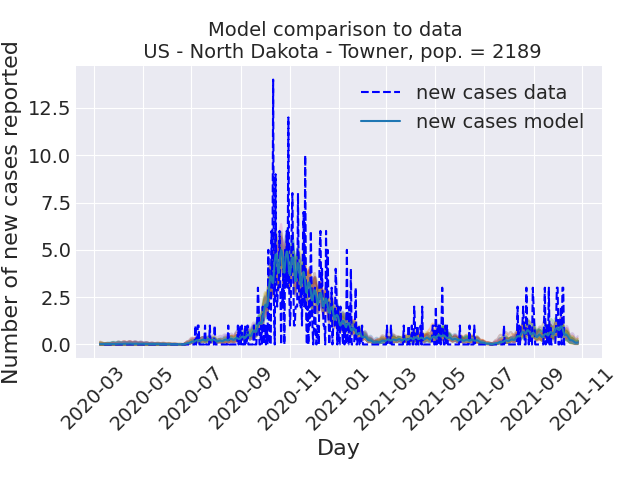 Model comparison to data
US - North Dakota - Towner, pop. = 2189
Number of new cases reported
12.5
10.0
7.5
5.0
2.5
0.0
new cases data
new cases model
2020-03
2020-05
2020-07
2020-09
2020-11
2021-01
2021-03
2021-05
2021-07
2021-09
2021-11
Day